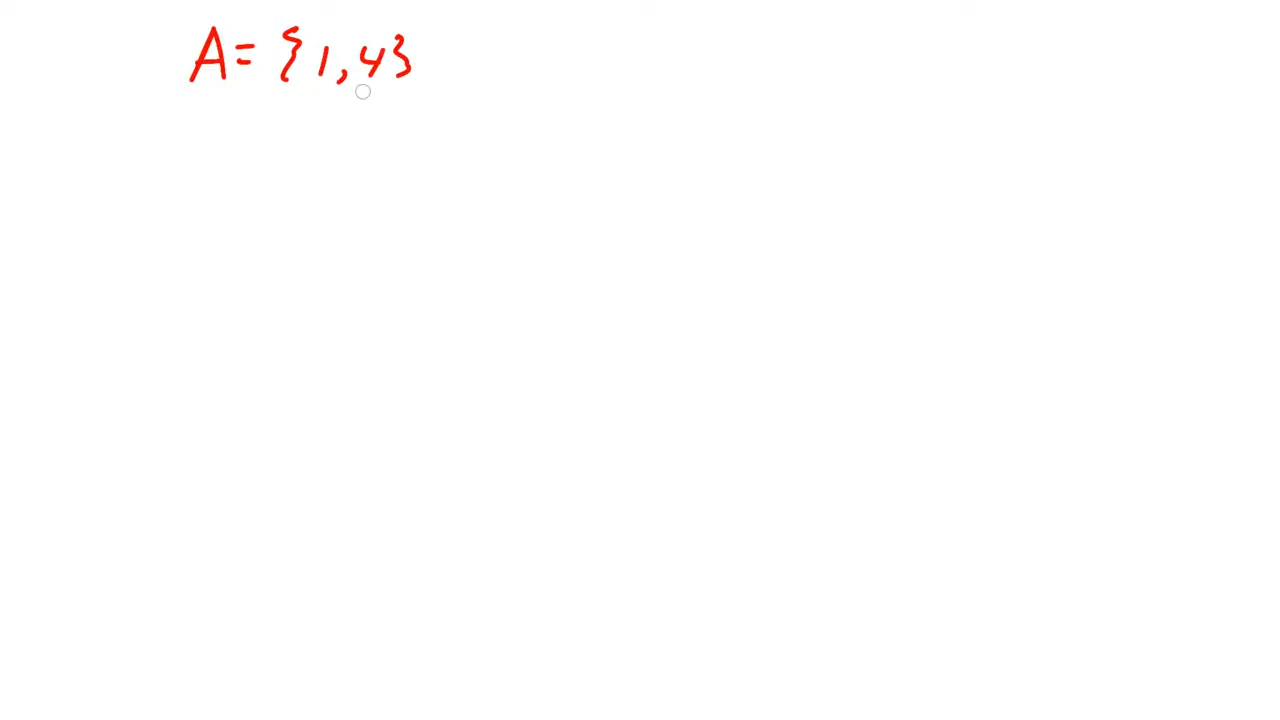 A = {1, 4}